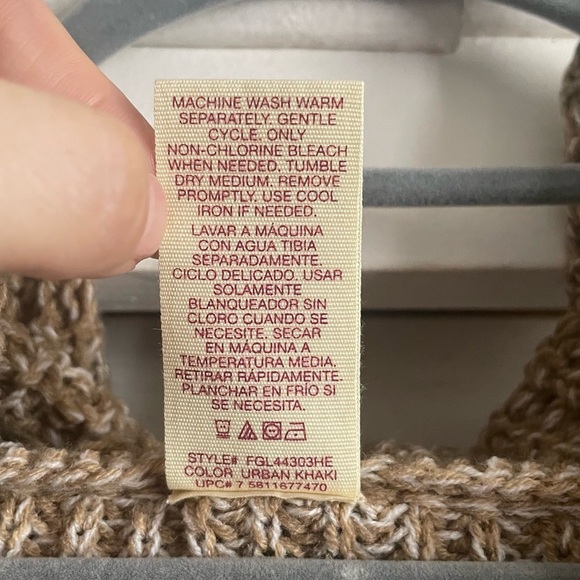 MACHINE WASH WARM
SEPARATELY. GENTLE
CYCLE. ONLY
NON-CHLORINE BLEACH
WHEN NEEDED. TUMBLE
DRY MEDIUM. REMOVE
PROMPTLY. USE COOL
IRON IF NEEDED.
LAVAR A MÁQUINA
CON AGUA TIBIA
SEPARADAMENTE.
CICLO DELICADO. USAR
SOLAMENTE
BLANQUEADOR SIN
CLORO CUANDO SE
NECESITE. SECAR
EN MÁQUINA A
TEMPERATURA MEDIA.
RETIRAR RÁPIDAMENTE.
PLANCHAR EN FRÍO SI
SE NECESITA.
STYLE# FGL44303HE
COLOR URBAN KHAKI
UPC# 7 5811677470